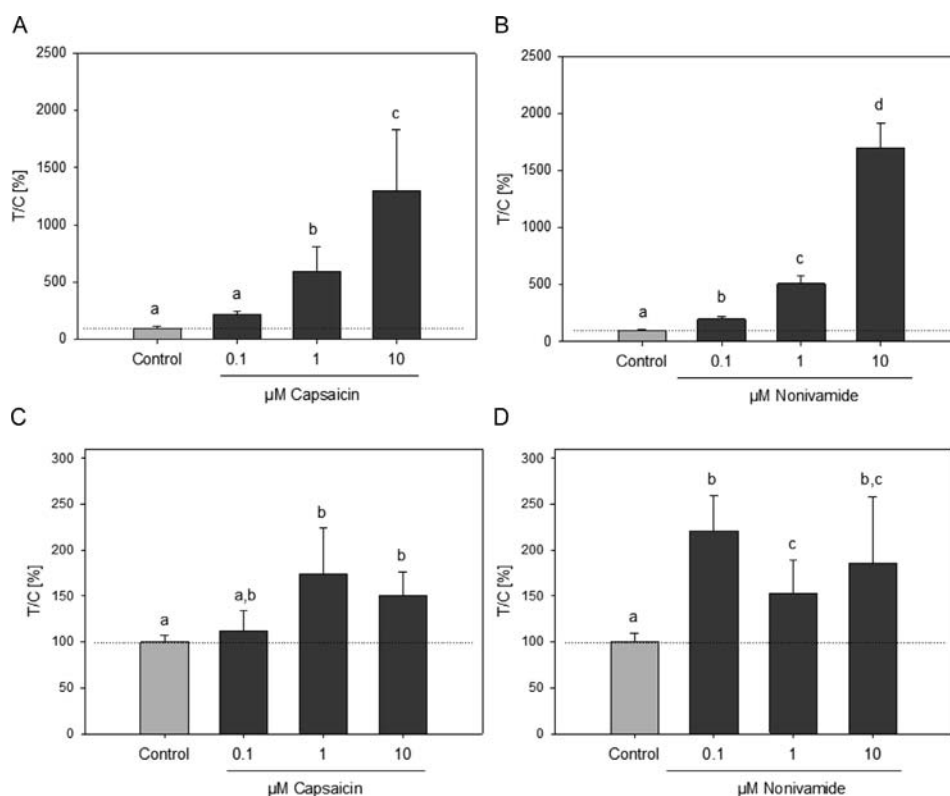 A
T/C [%]
2500
2000
1500
1000
500
0
a
a
b
c
Control
0.1
1
10
µM Capsaicin
B
T/C [%]
2500
2000
1500
1000
500
0
a
b
c
d
Control
0.1
1
10
µM Nonivamide
C
T/C [%]
300
250
200
150
100
50
0
a
a,b
b
b
Control
0.1
1
10
µM Capsaicin
D
T/C [%]
300
250
200
150
100
50
0
a
b
c
b,c
Control
0.1
1
10
µM Nonivamide